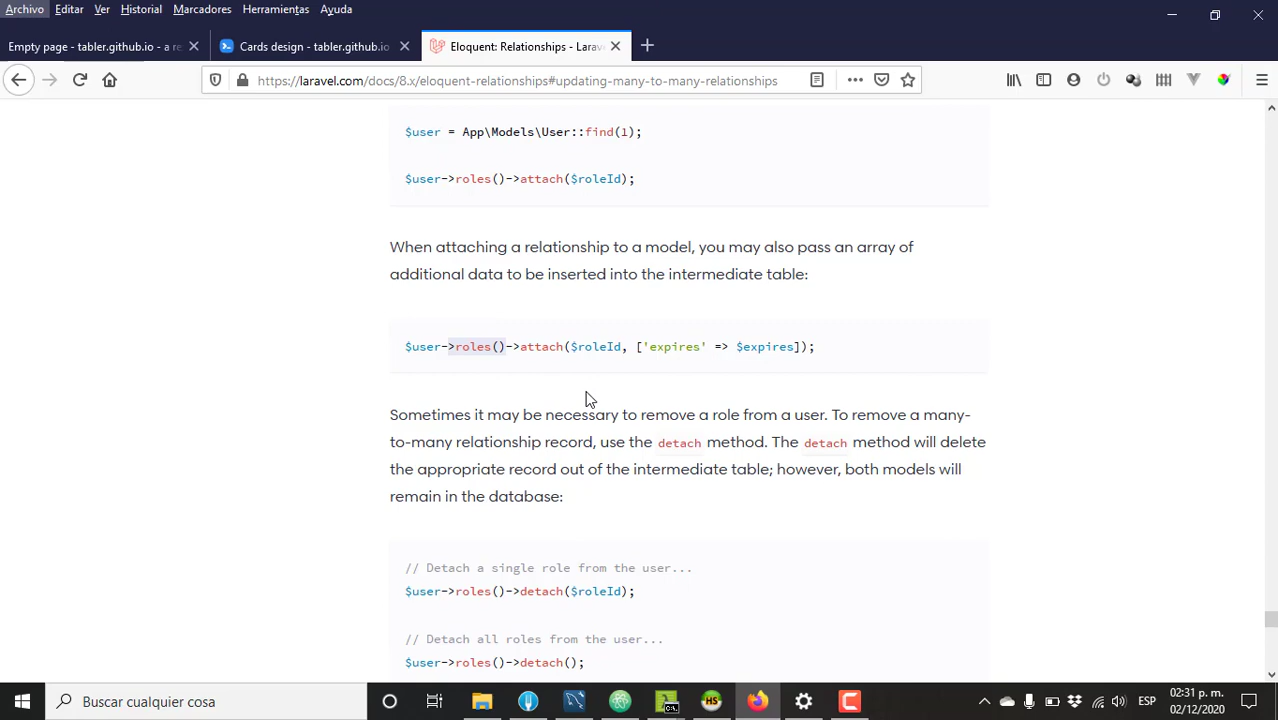 Archivo Editar Ver Historial Marcadores Herramientas Ayuda
Empty page - tabler.github.io - a re
Cards design - tabler.github.io
Eloquent: Relationships - Larav
https://laravel.com/docs/8.x/eloquent-relationships#updating-many-to-many-relationships
$user = App\Models\User::find(1);
$user->roles()->attach($roleId);
When attaching a relationship to a model, you may also pass an array of
additional data to be inserted into the intermediate table:
$user->roles()->attach($roleId, ['expires' => $expires]);
Sometimes it may be necessary to remove a role from a user. To remove a many-
to-many relationship record, use the detach method. The detach method will delete
the appropriate record out of the intermediate table; however, both models will
remain in the database:
// Detach a single role from the user...
$user->roles()->detach($roleId);
// Detach all roles from the user...
$user->roles()->detach();
Buscar cualquier cosa
C:\_
HS
ESP
02:31 p. m.
02/12/2020